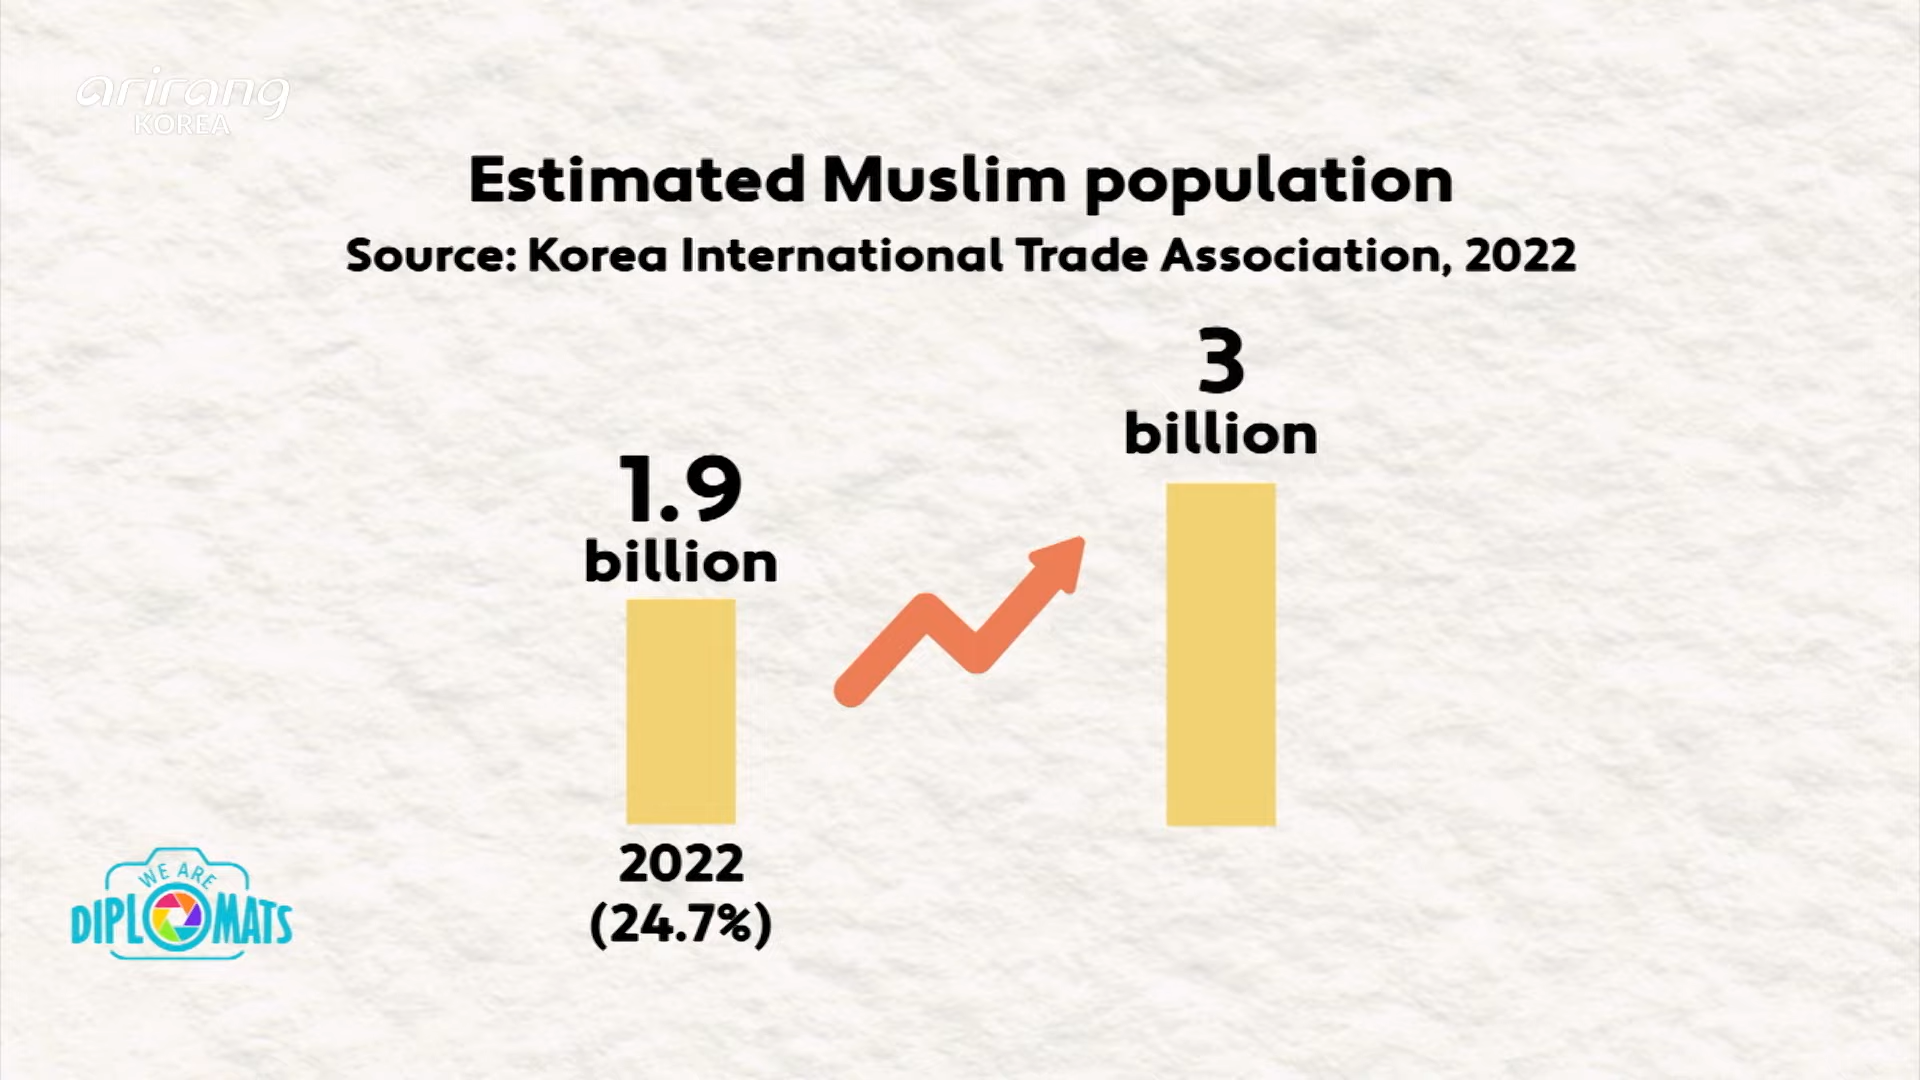 arirang
KOREA
Estimated Muslim population
Source: Korea International Trade Association, 2022
1.9
billion
3
billion
2022
(24.7%)
WE ARE
DIPLOMATS